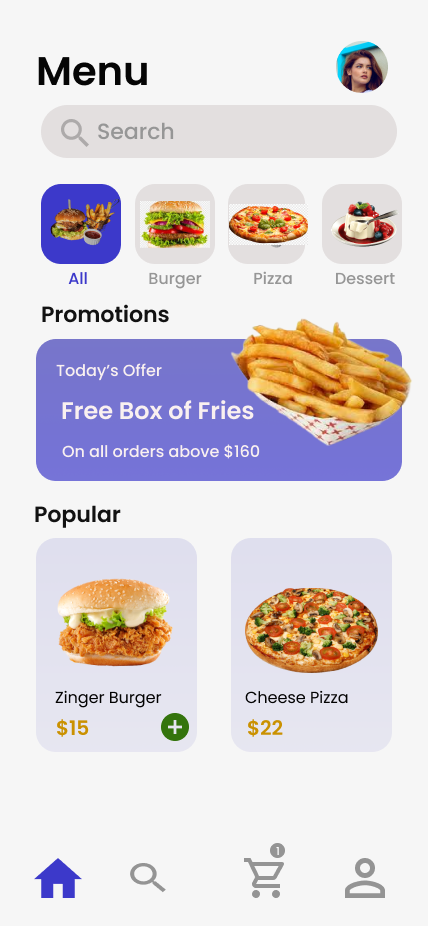 Menu
Search
All
Burger
Pizza
Dessert
Promotions
Today’s Offer
Free Box of Fries
On all orders above $160
Popular
Zinger Burger
$15
Cheese Pizza
$22
1